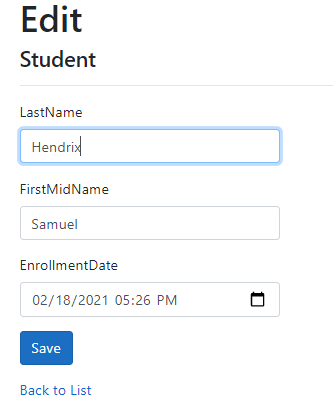 Edit
Student
LastName
Hendrix
FirstMidName
Samuel
EnrollmentDate
02/18/2021 05:26 PM
Save
Back to List